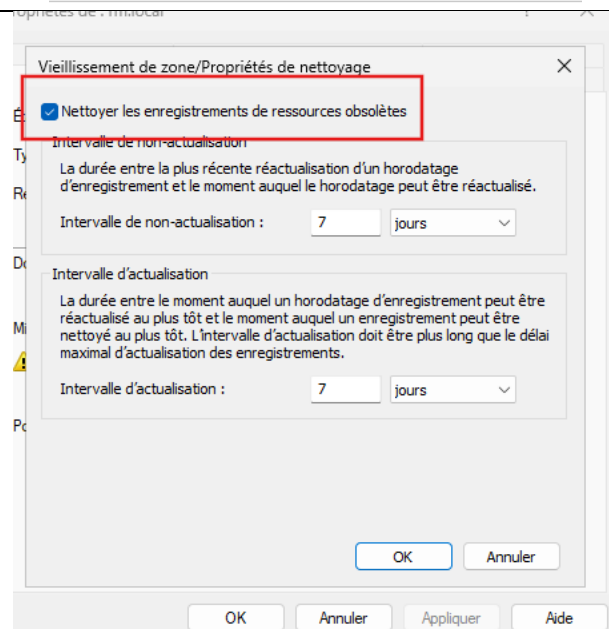 Vieillissement de zone/Propriétés de nettoyage
Nettoyer les enregistrements de ressources obsolètes
Intervalle de non-actualisation
La durée entre la plus récente réactualisation d'un horodatage
d'enregistrement et le moment auquel le horodatage peut être réactualisé.
Intervalle de non-actualisation :
7
jours
Intervalle d'actualisation
La durée entre le moment auquel un horodatage d'enregistrement peut être
réactualisé au plus tôt et le moment auquel un enregistrement peut être
nettoyé au plus tôt. L'intervalle d'actualisation doit être plus long que le délai
maximal d'actualisation des enregistrements.
Intervalle d'actualisation :
7
jours
OK
Annuler
OK
Annuler
Appliquer
Aide